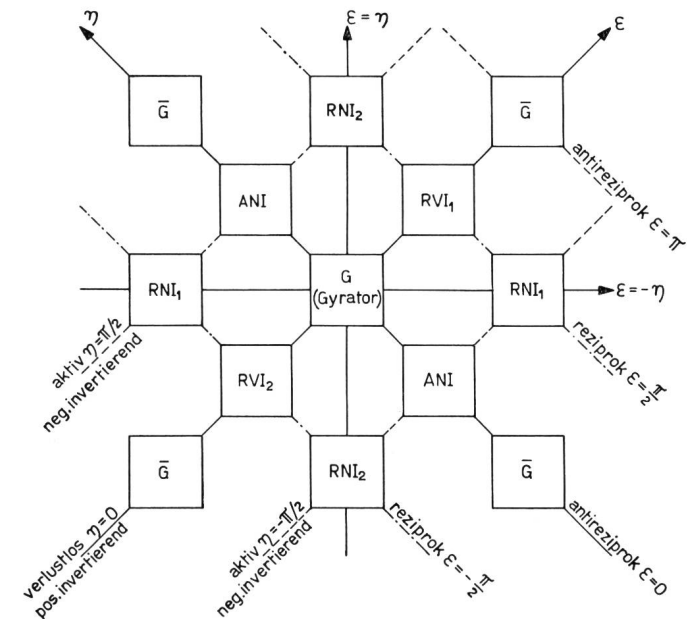 η
ε = η
ε
G̅
RNI₂
G̅
antireziprok ε = π
ANI
RVI₁
RNI₁
G
(Gyrator)
RNI₁
ε = -η
aktiv η = π/2
neg. invertierend
RVI₂
ANI
reziprok ε = π/2
G̅
RNI₂
G̅
verlustlos η = 0
pos. invertierend
aktiv η = -π/2
neg. invertierend
reziprok ε = -π/2
antireziprok ε = 0